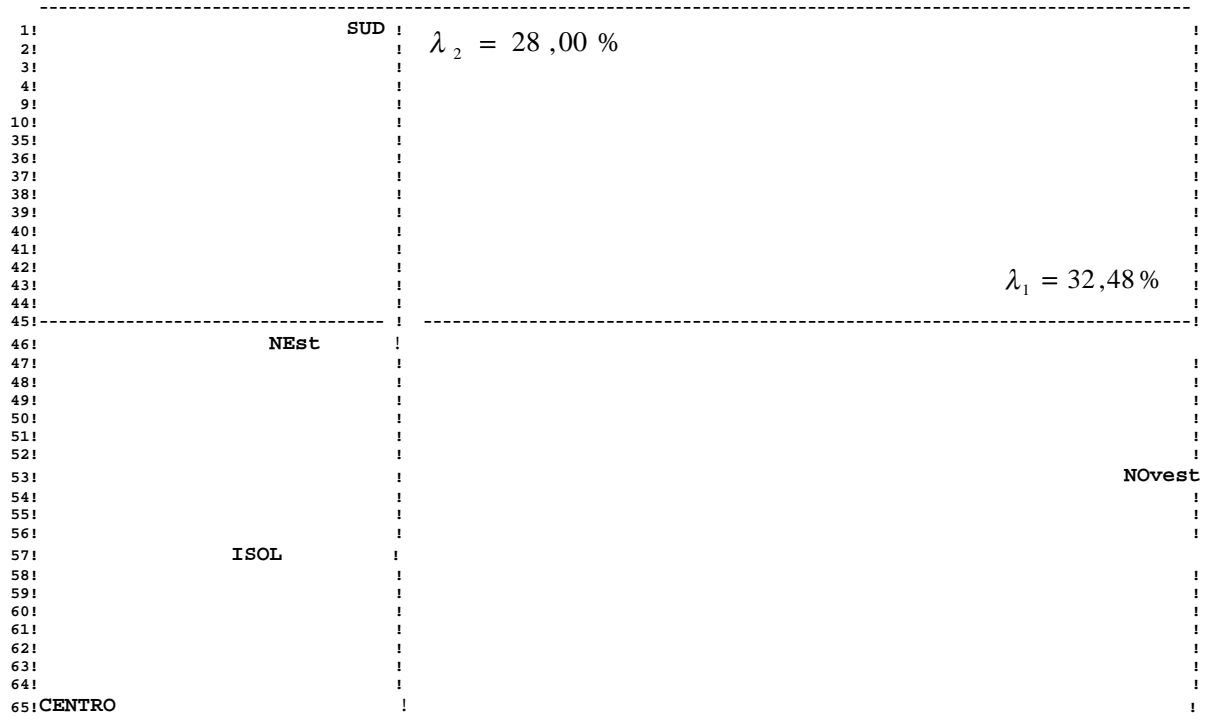 ------------------------------------------------------------------------------------------------
1! SUD ! !
2! ! λ₂ = 28 ,00 % !
3! ! !
4! ! !
9! ! !
10! ! !
35! ! !
36! ! !
37! ! !
38! ! !
39! ! !
40! ! !
41! ! !
42! ! !
43! ! λ₁ = 32,48 % !
44! ! !
45!----------------------------- ! ----------------------------------------------------------------!
46! NEst !
47! ! !
48! ! !
49! ! !
50! ! !
51! ! !
52! ! !
53! ! NOvest
54! ! !
55! ! !
56! ! !
57! ISOL !
58! ! !
59! ! !
60! ! !
61! ! !
62! ! !
63! ! !
64! ! !
65!CENTRO ! !